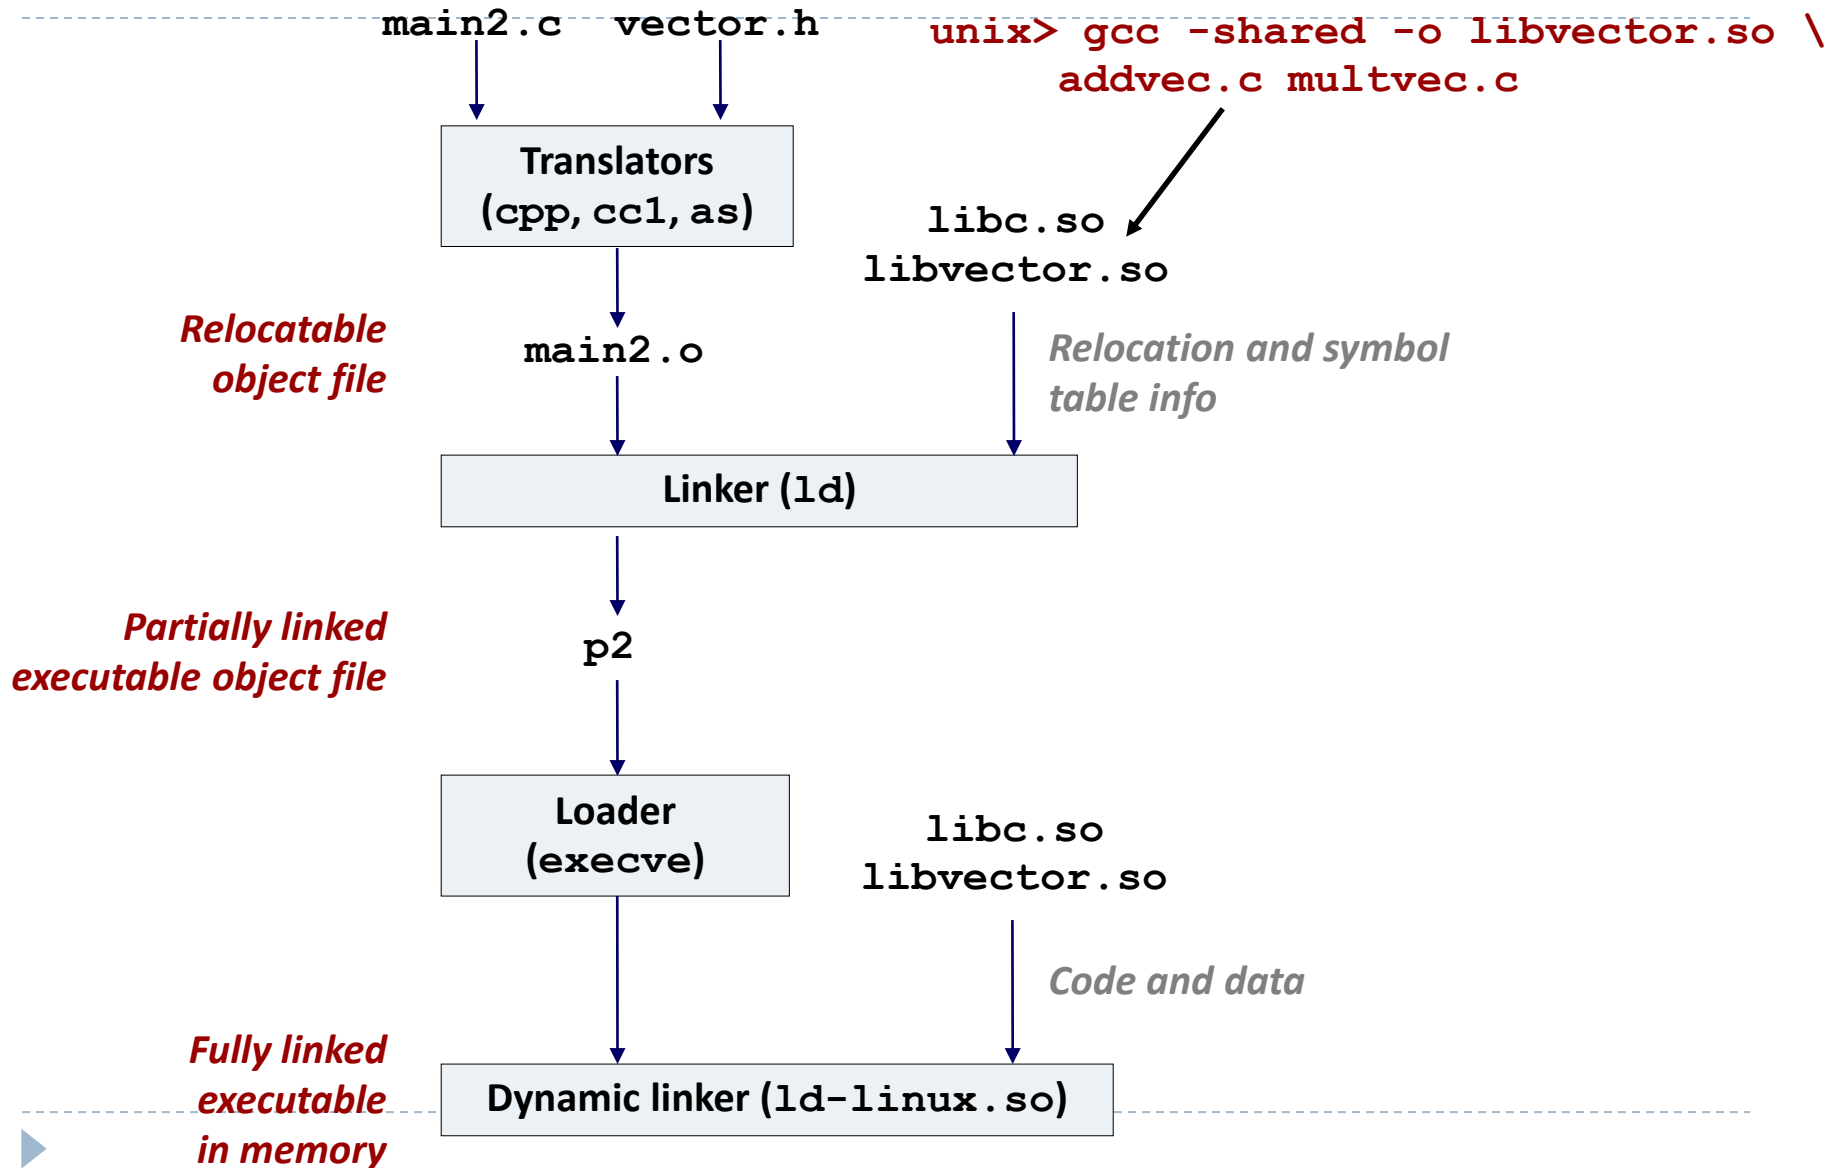 main2.c vector.h
unix> gcc -shared -o libvector.so \
addvec.c multvec.c
Translators
(cpp, cc1, as)
libc.so
libvector.so
Relocatable
object file
main2.o
Relocation and symbol
table info
Linker (ld)
Partially linked
executable object file
p2
Loader
(execve)
libc.so
libvector.so
Code and data
Fully linked
executable
in memory
Dynamic linker (ld-linux.so)